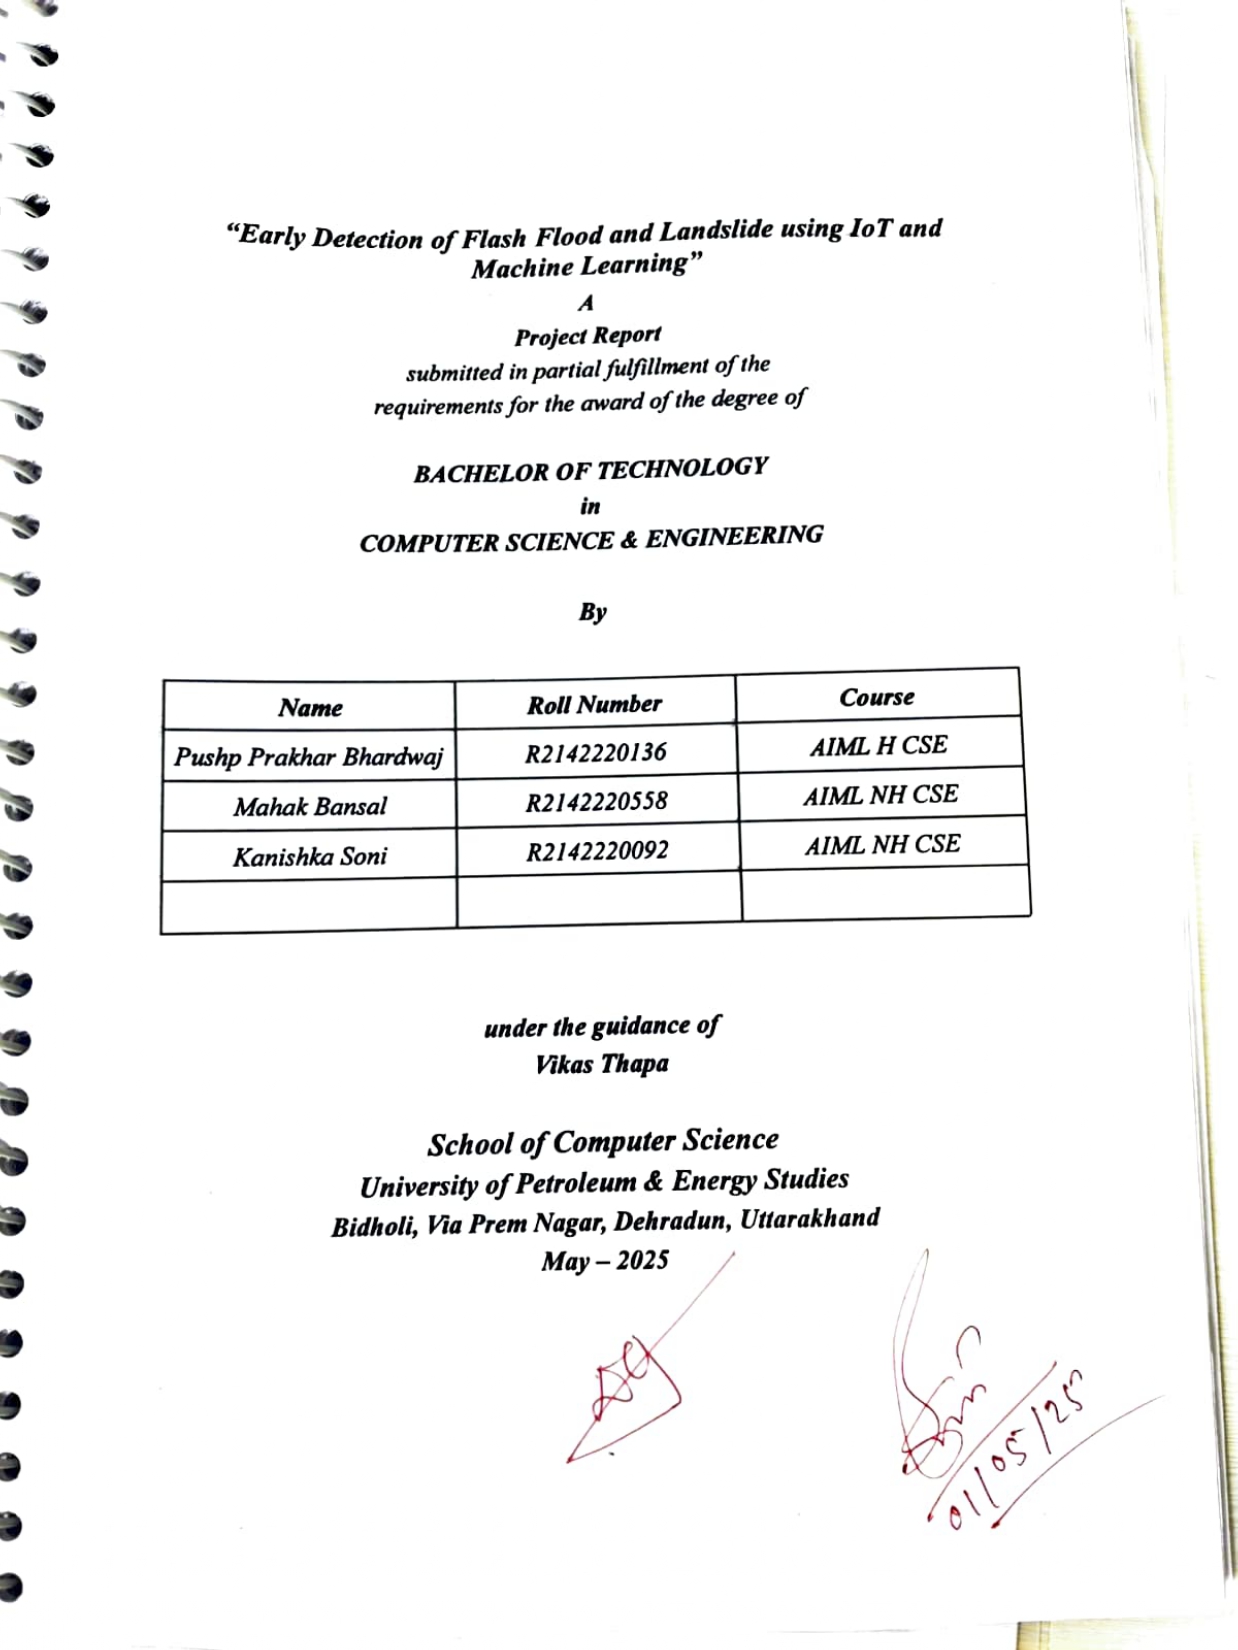 “Early Detection of Flash Flood and Landslide using IoT and
Machine Learning”
A
Project Report
submitted in partial fulfillment of the
requirements for the award of the degree of
BACHELOR OF TECHNOLOGY
in
COMPUTER SCIENCE & ENGINEERING
By
Name Roll Number Course
Pushp Prakhar Bhardwaj R2142220136 AIML H CSE
Mahak Bansal R2142220558 AIML NH CSE
Kanishka Soni R2142220092 AIML NH CSE
under the guidance of
Vikas Thapa
School of Computer Science
University of Petroleum & Energy Studies
Bidholi, Via Prem Nagar, Dehradun, Uttarakhand
May – 2025
01/05/25